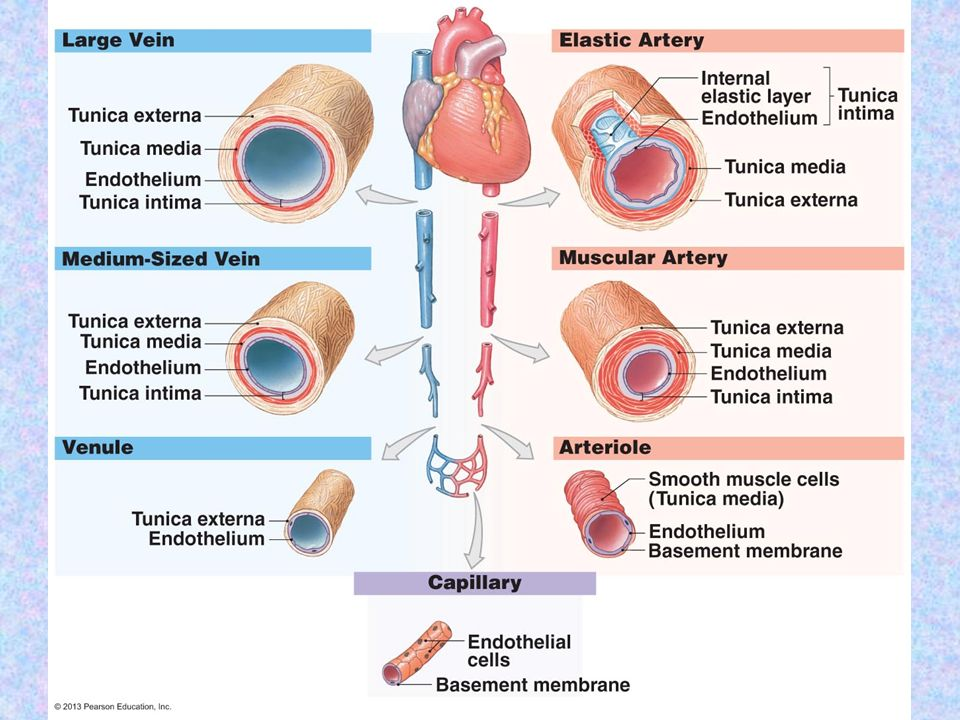 Large Vein
Tunica externa
Tunica media
Endothelium
Tunica intima
Elastic Artery
Internal
elastic layer
Endothelium
Tunica
intima
Tunica media
Tunica externa
Medium-Sized Vein
Tunica externa
Tunica media
Endothelium
Tunica intima
Muscular Artery
Tunica externa
Tunica media
Endothelium
Tunica intima
Venule
Tunica externa
Endothelium
Arteriole
Smooth muscle cells
(Tunica media)
Endothelium
Basement membrane
Capillary
Endothelial
cells
Basement membrane
© 2013 Pearson Education, Inc.